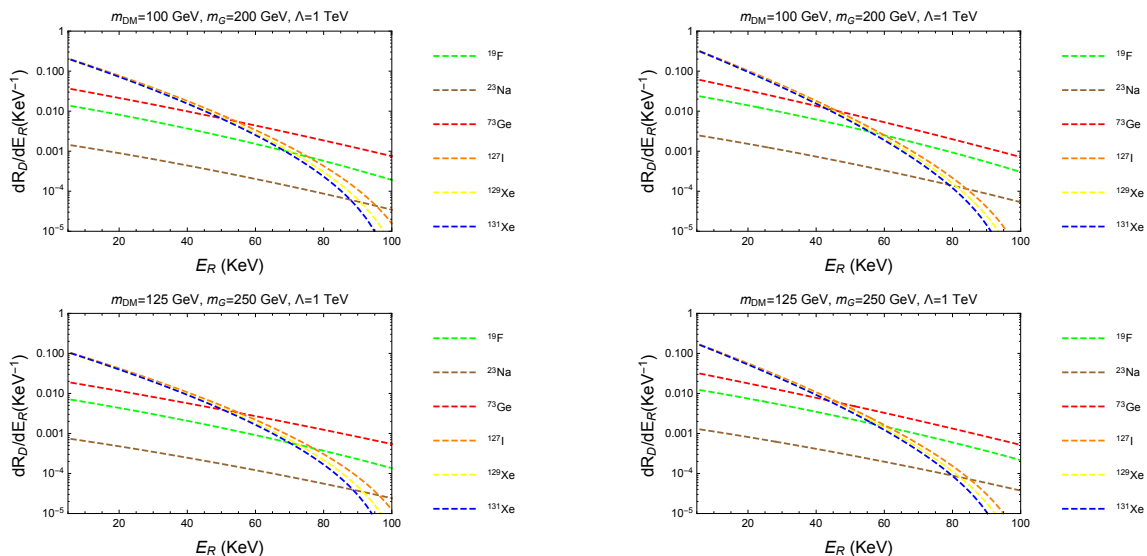 m_DM=100 GeV, m_G=200 GeV, Λ=1 TeV
dR_D/dE_R(KeV⁻¹)
1
0.100
0.010
0.001
10⁻⁴
10⁻⁵
20
40
60
80
100
E_R (KeV)
¹⁹F
²³Na
⁷³Ge
¹²⁷I
¹²⁹Xe
¹³¹Xe
m_DM=100 GeV, m_G=200 GeV, Λ=1 TeV
dR_D/dE_R(KeV⁻¹)
1
0.100
0.010
0.001
10⁻⁴
10⁻⁵
20
40
60
80
100
E_R (KeV)
¹⁹F
²³Na
⁷³Ge
¹²⁷I
¹²⁹Xe
¹³¹Xe
m_DM=125 GeV, m_G=250 GeV, Λ=1 TeV
dR_D/dE_R(KeV⁻¹)
1
0.100
0.010
0.001
10⁻⁴
10⁻⁵
20
40
60
80
100
E_R (KeV)
¹⁹F
²³Na
⁷³Ge
¹²⁷I
¹²⁹Xe
¹³¹Xe
m_DM=125 GeV, m_G=250 GeV, Λ=1 TeV
dR_D/dE_R(KeV⁻¹)
1
0.100
0.010
0.001
10⁻⁴
10⁻⁵
20
40
60
80
100
E_R (KeV)
¹⁹F
²³Na
⁷³Ge
¹²⁷I
¹²⁹Xe
¹³¹Xe